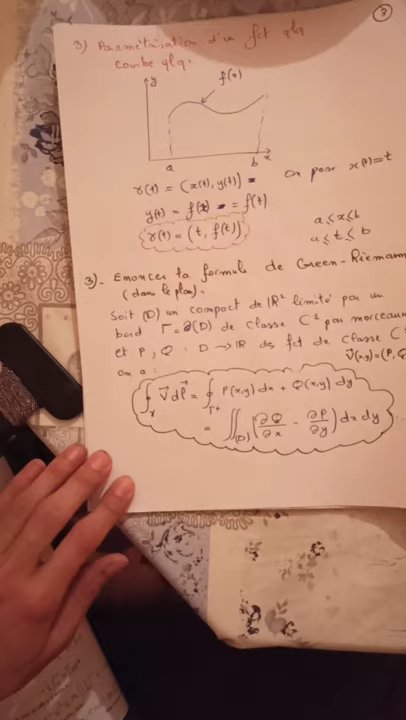 3) Paramétrisation d'un fct qlq
courbe qlq.
y
f(x)
a
b
x
r(t) = (x(t), y(t))
On pose x(t) = t
y(t) = f(x) = f(t)
a ≤ x ≤ b
r(t) = (t, f(t))
a ≤ t ≤ b
3)- Enoncer la formule de Green-Riemann
(dans le plan).
Soit (D) un compact de ℝ² limité par un
bord Γ = ∂(D) de classe C¹ par morceaux
et P, Q : D → ℝ des fct de classe C¹
V⃗(x,y) = (P, Q
on a :
∮γ V⃗ dl⃗ = ∮Γ+ P(x,y) dx + Q(x,y) dy
= ∬(D) (∂Q/∂x - ∂P/∂y) dx dy